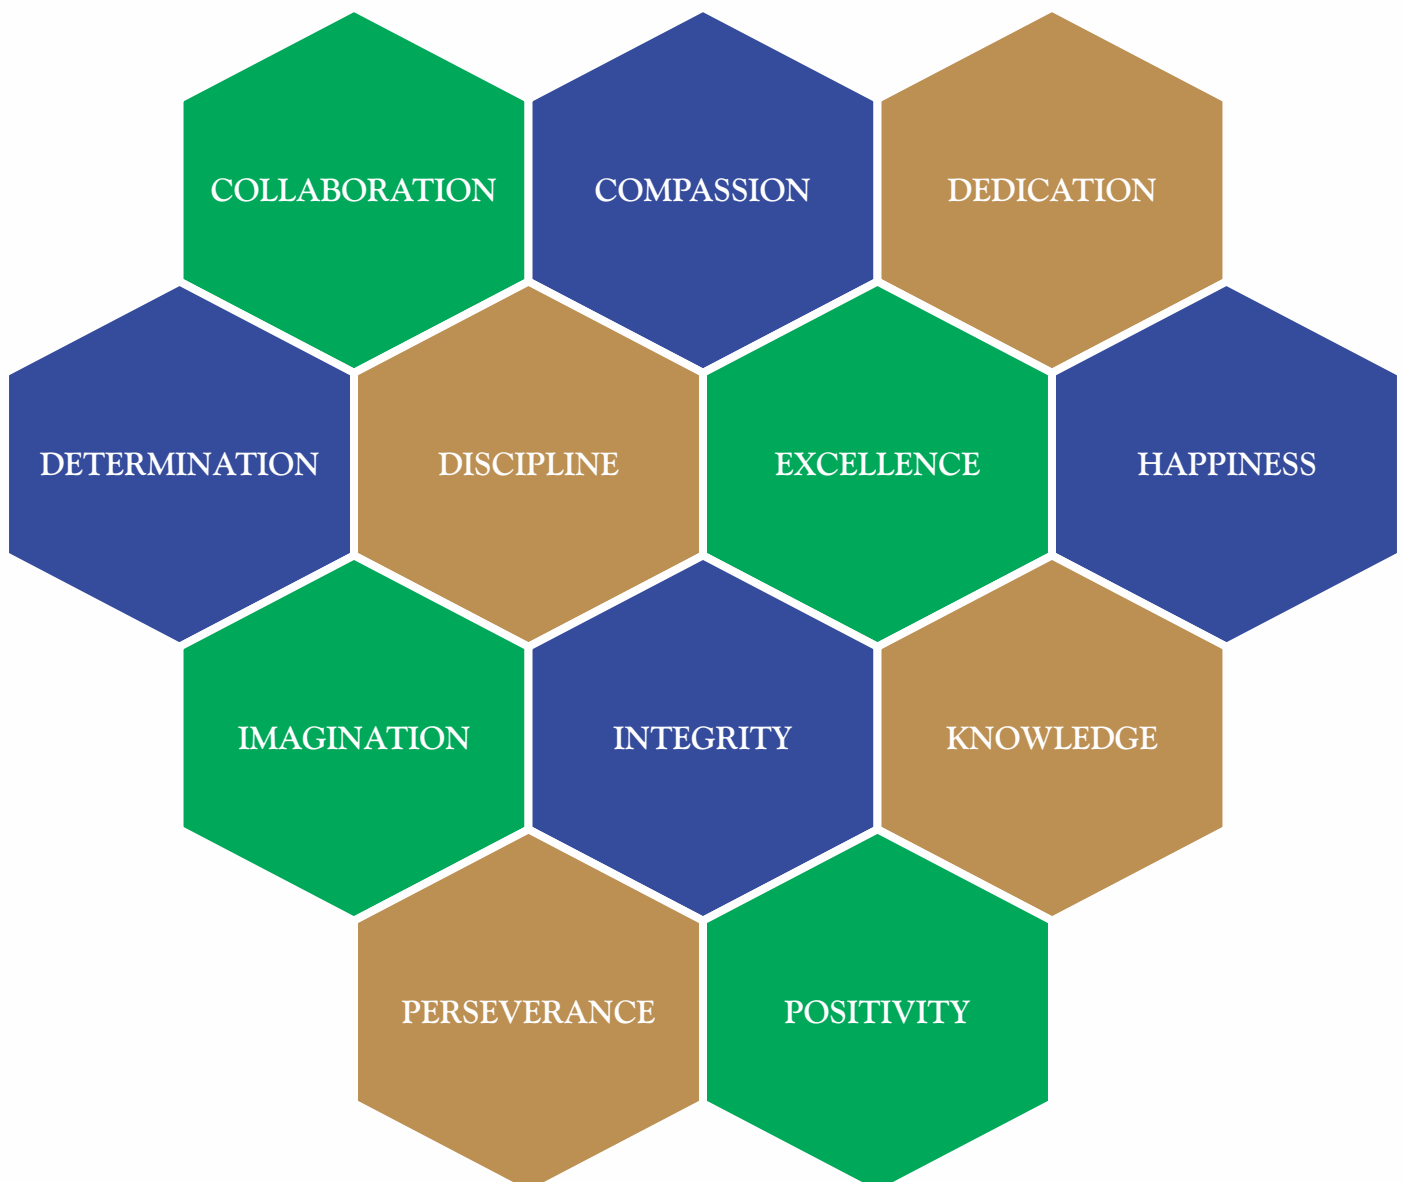 COLLABORATION
COMPASSION
DEDICATION
DETERMINATION
DISCIPLINE
EXCELLENCE
HAPPINESS
IMAGINATION
INTEGRITY
KNOWLEDGE
PERSEVERANCE
POSITIVITY